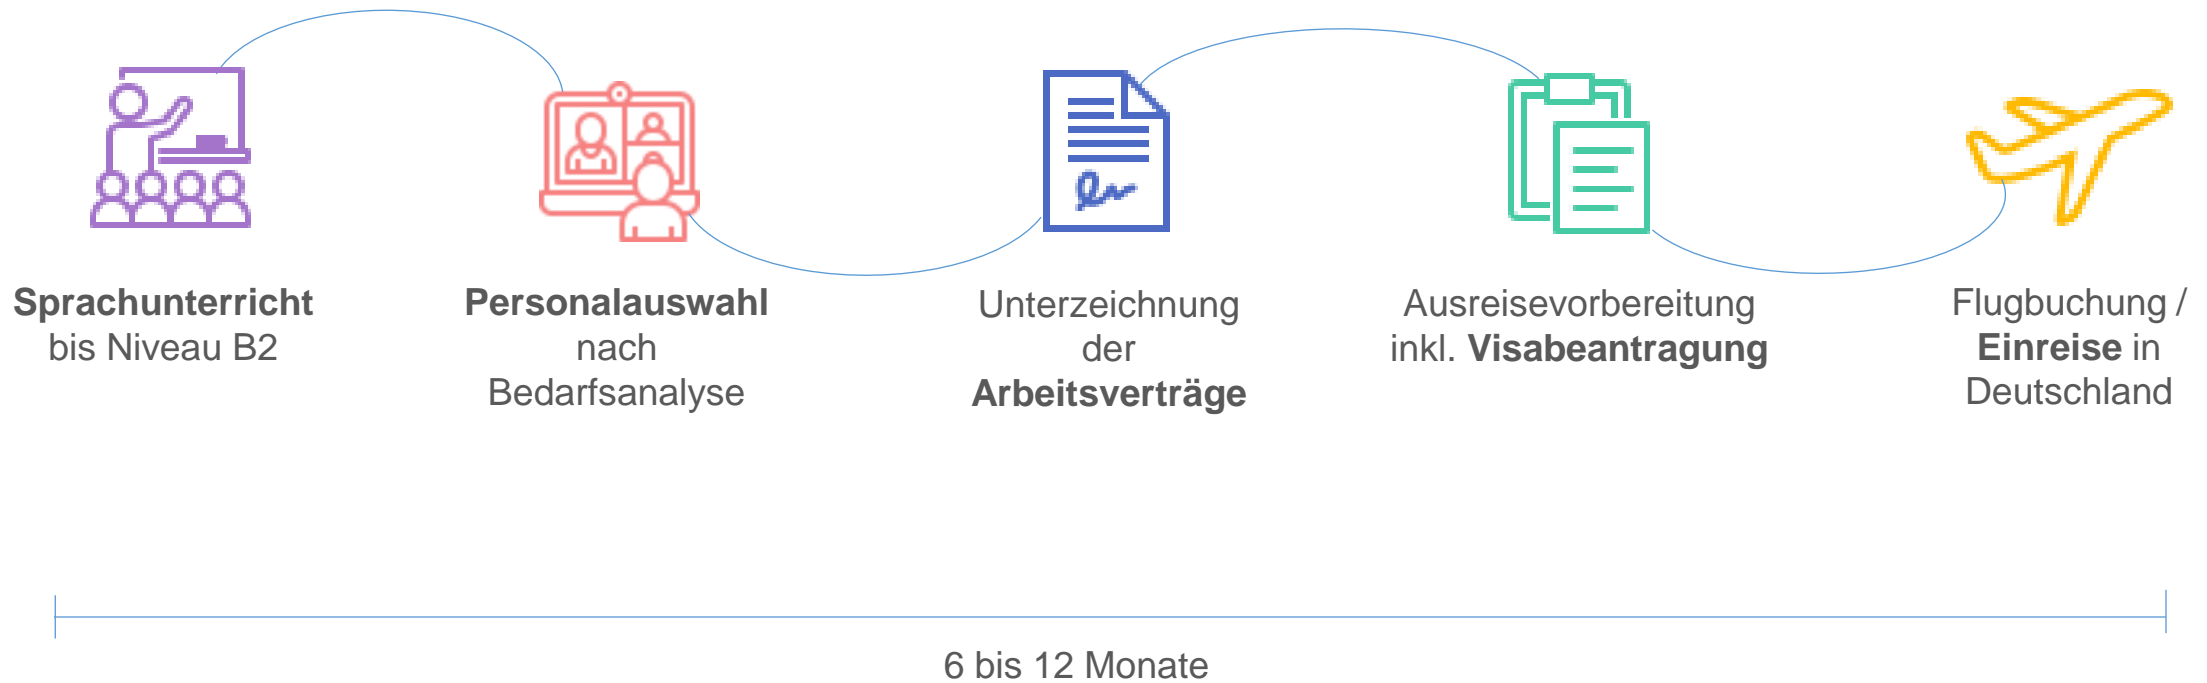 Sprachunterricht
bis Niveau B2
Personalauswahl
nach
Bedarfsanalyse
Unterzeichnung
der
Arbeitsverträge
Ausreisevorbereitung
inkl. Visabeantragung
Flugbuchung /
Einreise in
Deutschland
6 bis 12 Monate